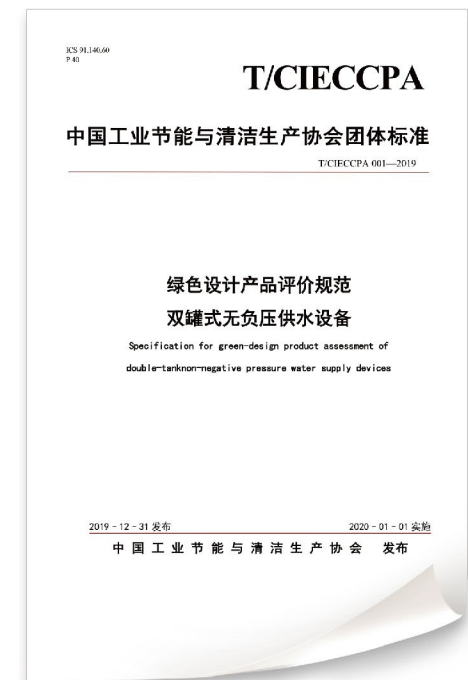 ICS 91.140.60
P 40
T/CIECCPA
中国工业节能与清洁生产协会团体标准
T/CIECCPA 001—2019
绿色设计产品评价规范
双罐式无负压供水设备
Specification for green-design product assessment of
double-tanknon-negative pressure water supply devices
2019-12-31 发布
2020-01-01 实施
中国工业节能与清洁生产协会 发布